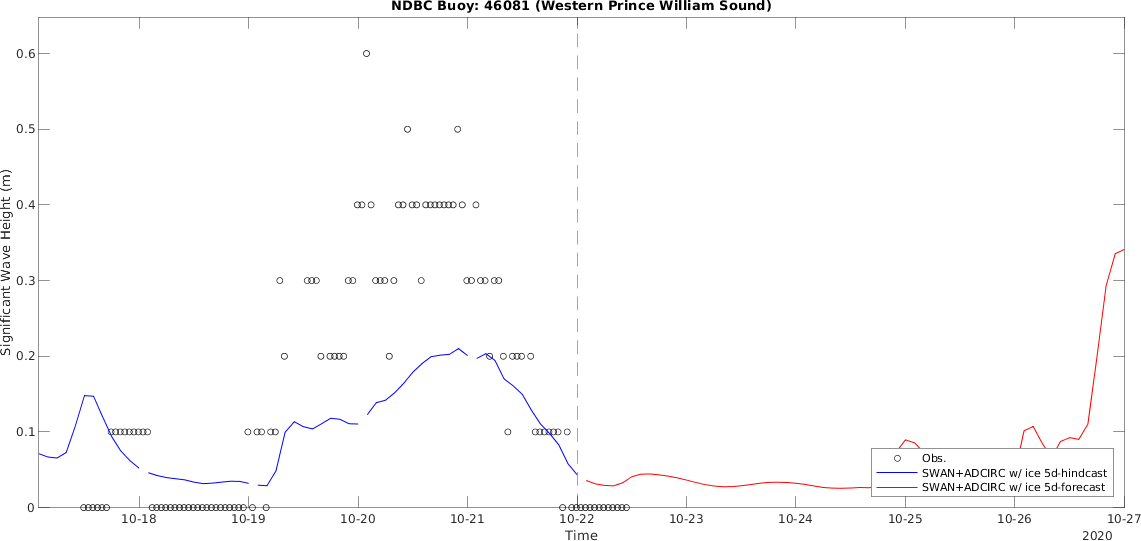 NDBC Buoy: 46081 (Western Prince William Sound)
Significant Wave Height (m)
0.6
0.5
0.4
0.3
0.2
0.1
0
Obs.
SWAN+ADCIRC w/ ice 5d-hindcast
SWAN+ADCIRC w/ ice 5d-forecast
10-18 10-19 10-20 10-21 10-22 10-23 10-24 10-25 10-26 10-27
Time
2020